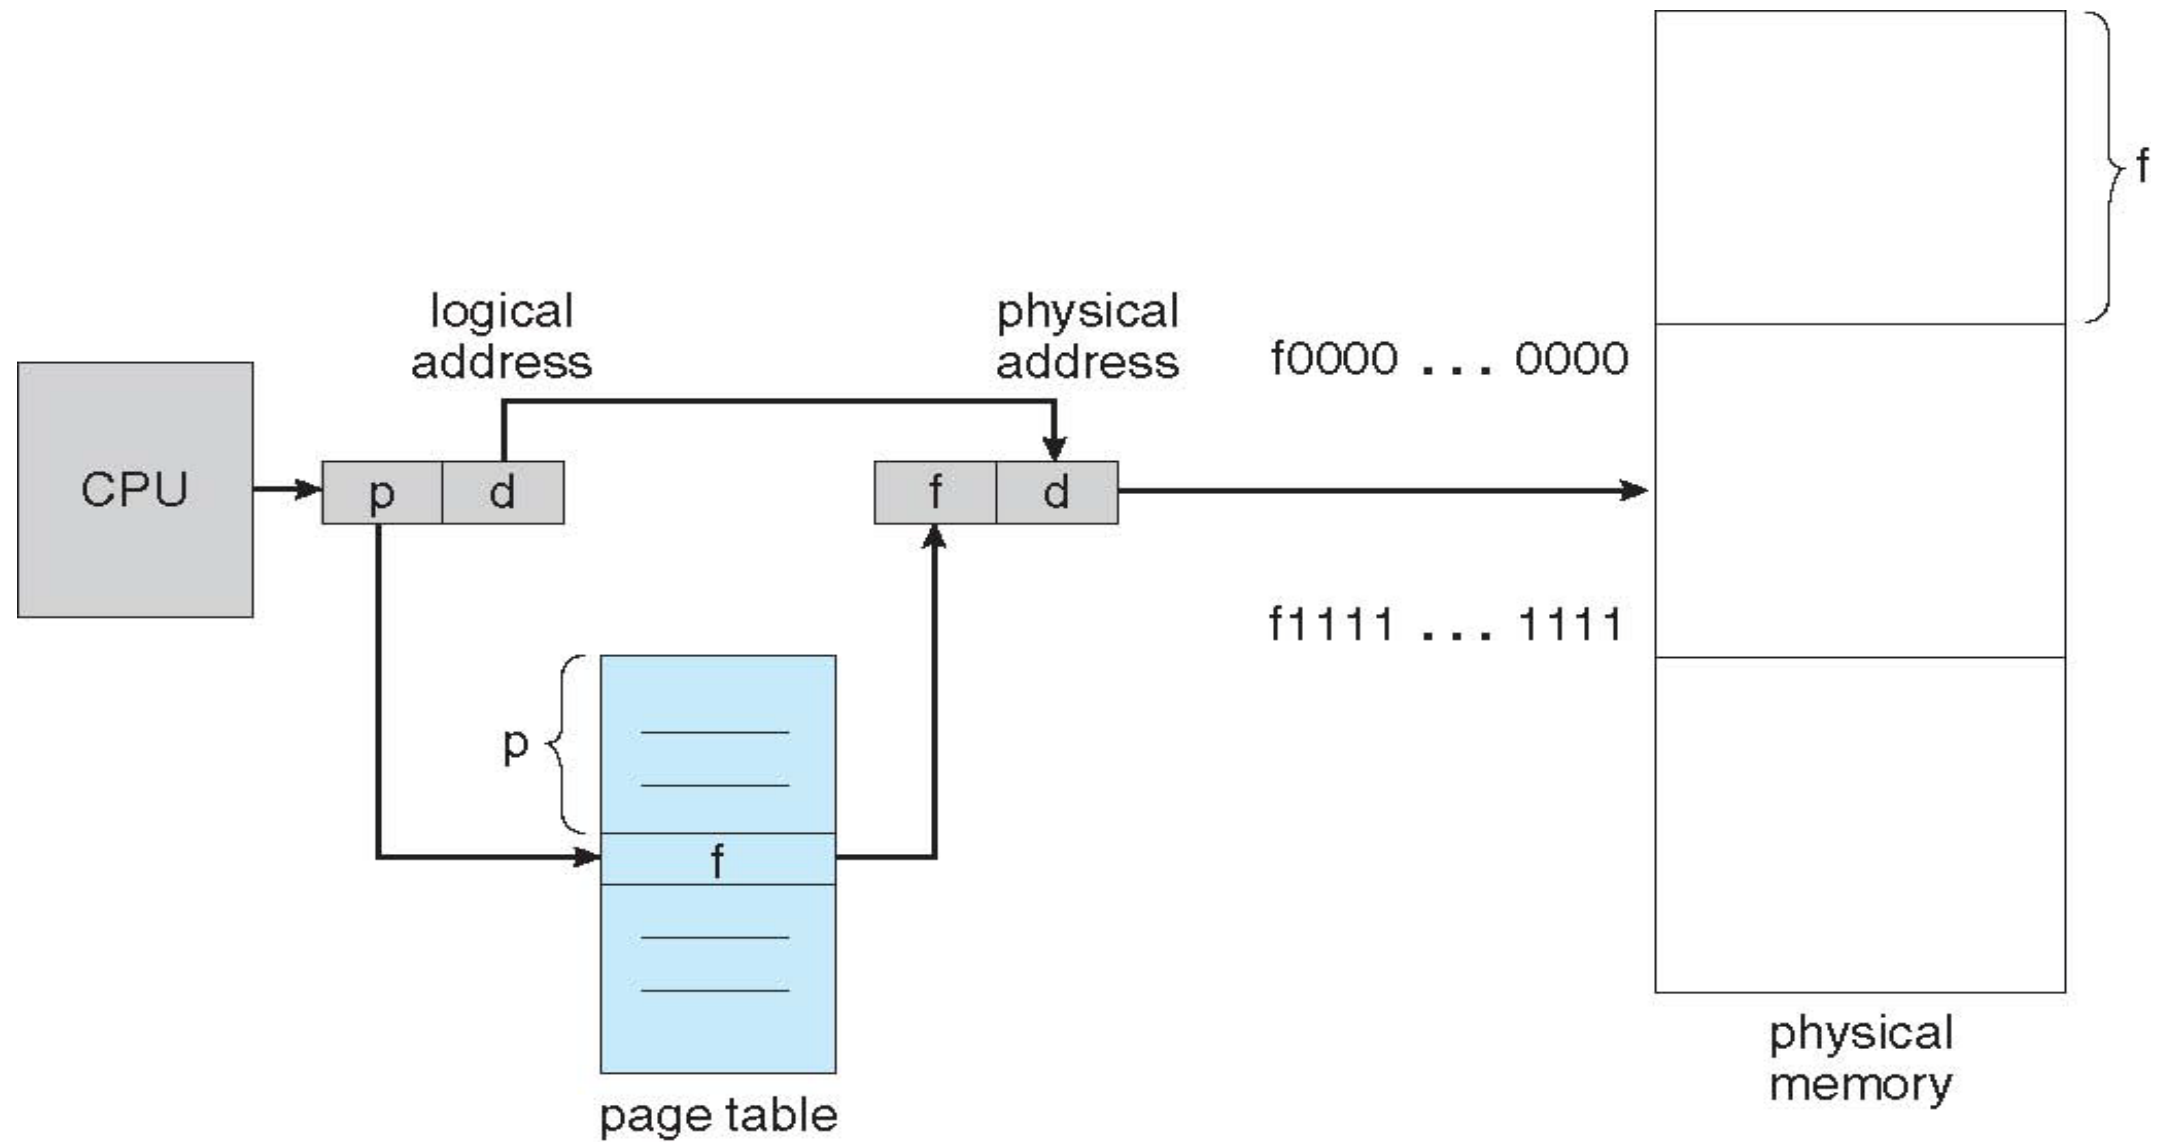 f
logical
address
physical
address
f0000 ... 0000
CPU
p
d
f
d
f1111 ... 1111
p
f
physical
memory
page table